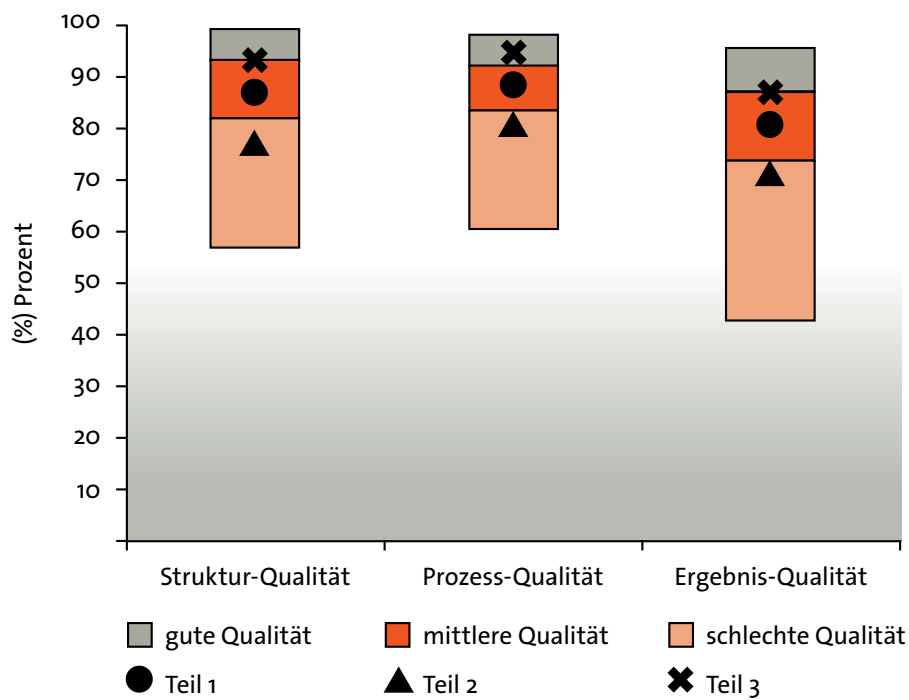 100
90
80
70
60
50
40
30
20
10
(%) Prozent
Struktur-Qualität
Prozess-Qualität
Ergebnis-Qualität
gute Qualität
mittlere Qualität
schlechte Qualität
Teil 1
Teil 2
Teil 3